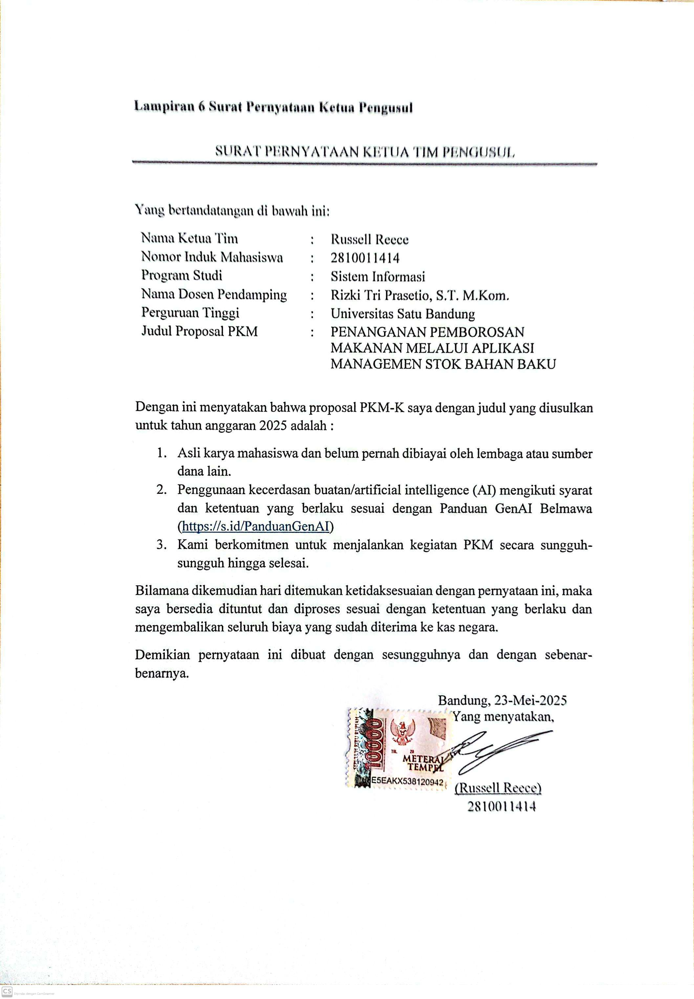 Lampiran 6 Surat Pernyataan Ketua Pengusul
SURAT PERNYATAAN KETUA TIM PENGUSUL
Yang bertandatangan di bawah ini:
Nama Ketua Tim : Russell Reece
Nomor Induk Mahasiswa : 2810011414
Program Studi : Sistem Informasi
Nama Dosen Pendamping : Rizki Tri Prasetio, S.T. M.Kom.
Perguruan Tinggi : Universitas Satu Bandung
Judul Proposal PKM : PENANGANAN PEMBOROSAN
MAKANAN MELALUI APLIKASI
MANAGEMEN STOK BAHAN BAKU
Dengan ini menyatakan bahwa proposal PKM-K saya dengan judul yang diusulkan
untuk tahun anggaran 2025 adalah :
1. Asli karya mahasiswa dan belum pernah dibiayai oleh lembaga atau sumber
dana lain.
2. Penggunaan kecerdasan buatan/artificial intelligence (AI) mengikuti syarat
dan ketentuan yang berlaku sesuai dengan Panduan GenAI Belmawa
(https://s.id/PanduanGenAI)
3. Kami berkomitmen untuk menjalankan kegiatan PKM secara sungguh-
sungguh hingga selesai.
Bilamana dikemudian hari ditemukan ketidaksesuaian dengan pernyataan ini, maka
saya bersedia dituntut dan diproses sesuai dengan ketentuan yang berlaku dan
mengembalikan seluruh biaya yang sudah diterima ke kas negara.
Demikian pernyataan ini dibuat dengan sesungguhnya dan dengan sebenar-
benarnya.
Bandung, 23-Mei-2025
Yang menyatakan,
SEPULUH RIBU RUPIAH
10000
TGL. 20
METERAI
TEMPEL
E5EAKX538120942
(Russell Reece)
2810011414
CS Dipindai dengan CamScanner